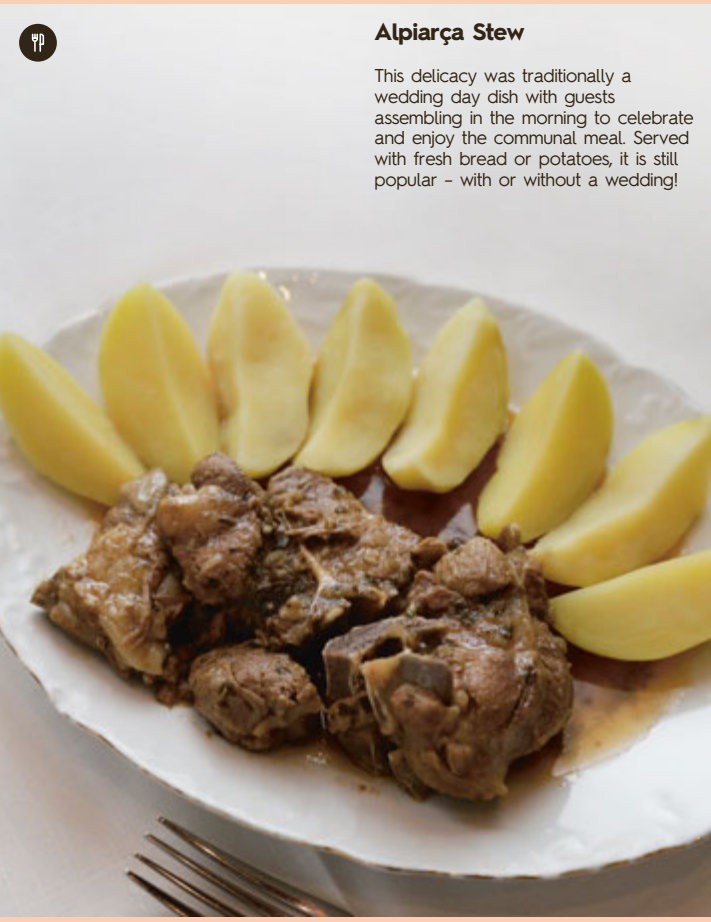 Alpiarça Stew
This delicacy was traditionally a
wedding day dish with guests
assembling in the morning to celebrate
and enjoy the communal meal. Served
with fresh bread or potatoes, it is still
popular – with or without a wedding!